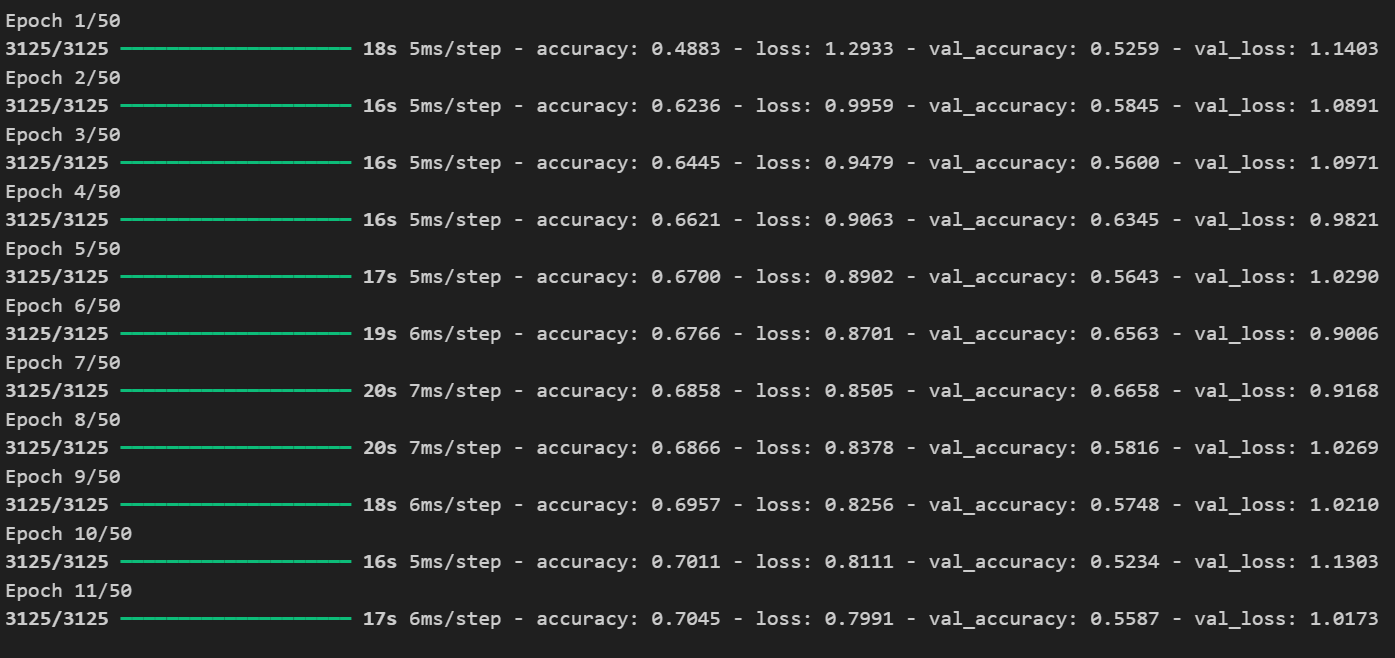 Epoch 1/50
3125/3125 ━━━━━━━━━━━━━━━━━━━━ 18s 5ms/step - accuracy: 0.4883 - loss: 1.2933 - val_accuracy: 0.5259 - val_loss: 1.1403
Epoch 2/50
3125/3125 ━━━━━━━━━━━━━━━━━━━━ 16s 5ms/step - accuracy: 0.6236 - loss: 0.9959 - val_accuracy: 0.5845 - val_loss: 1.0891
Epoch 3/50
3125/3125 ━━━━━━━━━━━━━━━━━━━━ 16s 5ms/step - accuracy: 0.6445 - loss: 0.9479 - val_accuracy: 0.5600 - val_loss: 1.0971
Epoch 4/50
3125/3125 ━━━━━━━━━━━━━━━━━━━━ 16s 5ms/step - accuracy: 0.6621 - loss: 0.9063 - val_accuracy: 0.6345 - val_loss: 0.9821
Epoch 5/50
3125/3125 ━━━━━━━━━━━━━━━━━━━━ 17s 5ms/step - accuracy: 0.6700 - loss: 0.8902 - val_accuracy: 0.5643 - val_loss: 1.0290
Epoch 6/50
3125/3125 ━━━━━━━━━━━━━━━━━━━━ 19s 6ms/step - accuracy: 0.6766 - loss: 0.8701 - val_accuracy: 0.6563 - val_loss: 0.9006
Epoch 7/50
3125/3125 ━━━━━━━━━━━━━━━━━━━━ 20s 7ms/step - accuracy: 0.6858 - loss: 0.8505 - val_accuracy: 0.6658 - val_loss: 0.9168
Epoch 8/50
3125/3125 ━━━━━━━━━━━━━━━━━━━━ 20s 7ms/step - accuracy: 0.6866 - loss: 0.8378 - val_accuracy: 0.5816 - val_loss: 1.0269
Epoch 9/50
3125/3125 ━━━━━━━━━━━━━━━━━━━━ 18s 6ms/step - accuracy: 0.6957 - loss: 0.8256 - val_accuracy: 0.5748 - val_loss: 1.0210
Epoch 10/50
3125/3125 ━━━━━━━━━━━━━━━━━━━━ 16s 5ms/step - accuracy: 0.7011 - loss: 0.8111 - val_accuracy: 0.5234 - val_loss: 1.1303
Epoch 11/50
3125/3125 ━━━━━━━━━━━━━━━━━━━━ 17s 6ms/step - accuracy: 0.7045 - loss: 0.7991 - val_accuracy: 0.5587 - val_loss: 1.0173